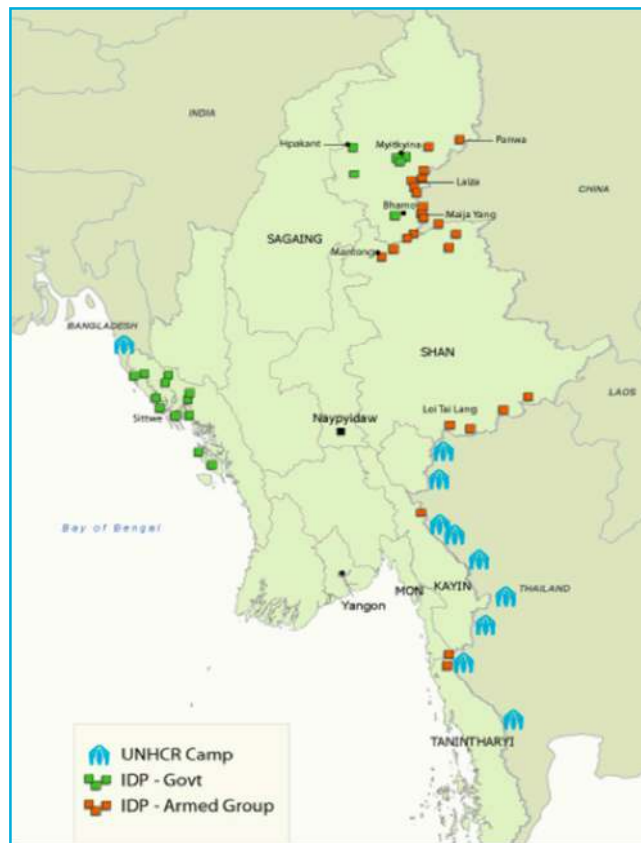 INDIA
Hpakant
Myitkyina
Panwa
Laiza
CHINA
Bhamo
Maija Yang
SAGAING
Mantong
BANGLADESH
SHAN
LAOS
Loi Tai Lang
Sittwe
Naypyidaw
Bay of Bengal
KAYIN
MON
THAILAND
Yangon
TANINTHARYI
UNHCR Camp
IDP - Govt
IDP - Armed Group